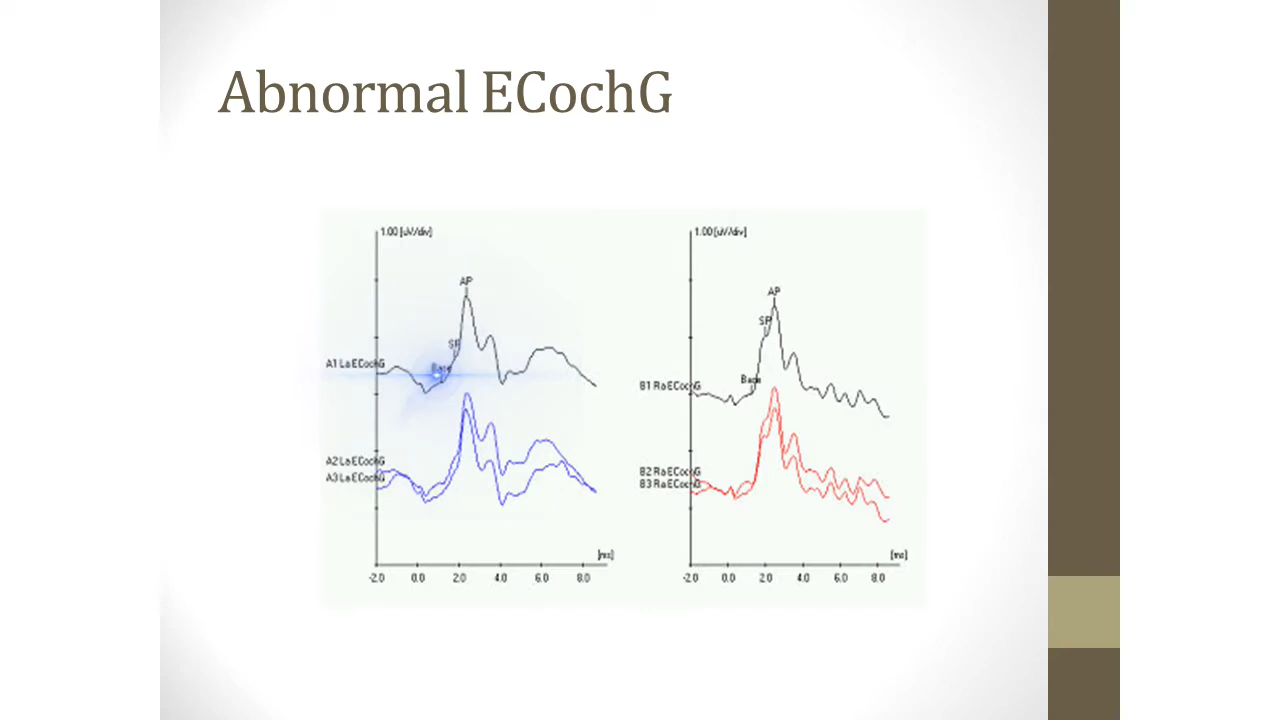 Abnormal ECochG
1.00 [uV/div]
AP
SP
Base
A1 La ECochG
A2 La ECochG
A3 La ECochG
[ms]
-2.0 0.0 2.0 4.0 6.0 8.0
1.00 [uV/div]
AP
SP
Base
B1 Ra ECochG
B2 Ra ECochG
B3 Ra ECochG
[ms]
-2.0 0.0 2.0 4.0 6.0 8.0